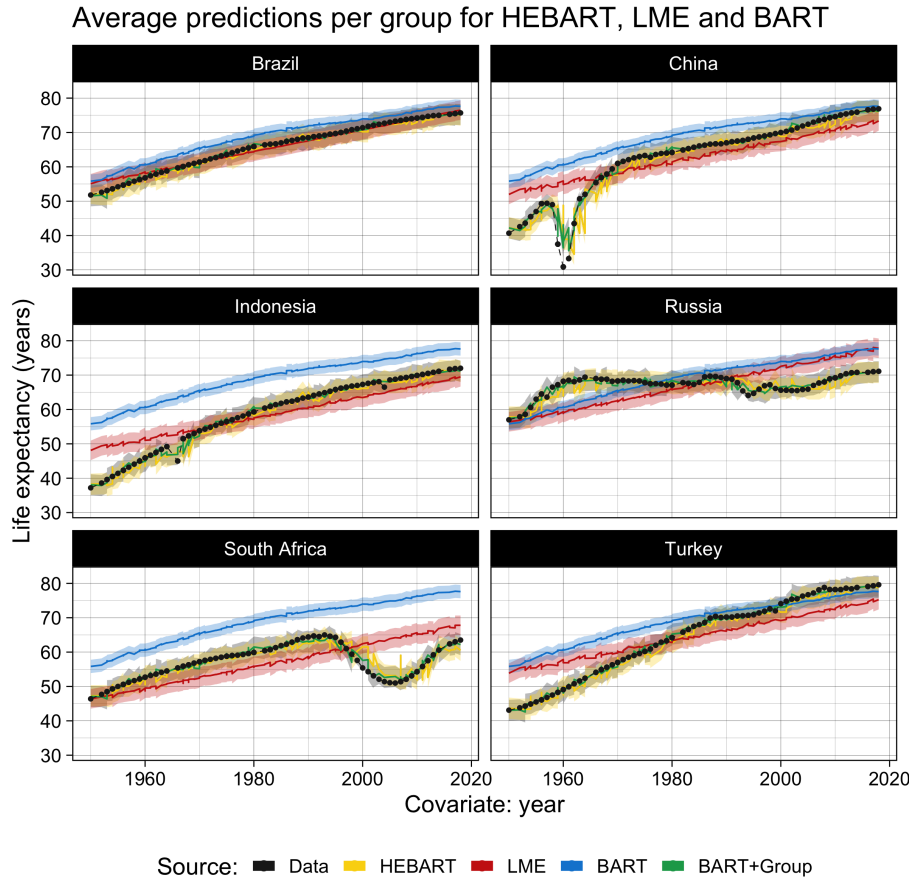 Average predictions per group for HEBART, LME and BART
Brazil
China
80
70
60
50
40
30
Indonesia
Russia
80
70
60
50
40
30
South Africa
Turkey
80
70
60
50
40
30
1960
1980
2000
2020
1960
1980
2000
2020
Life expectancy (years)
Covariate: year
Source: Data HEBART LME BART BART+Group